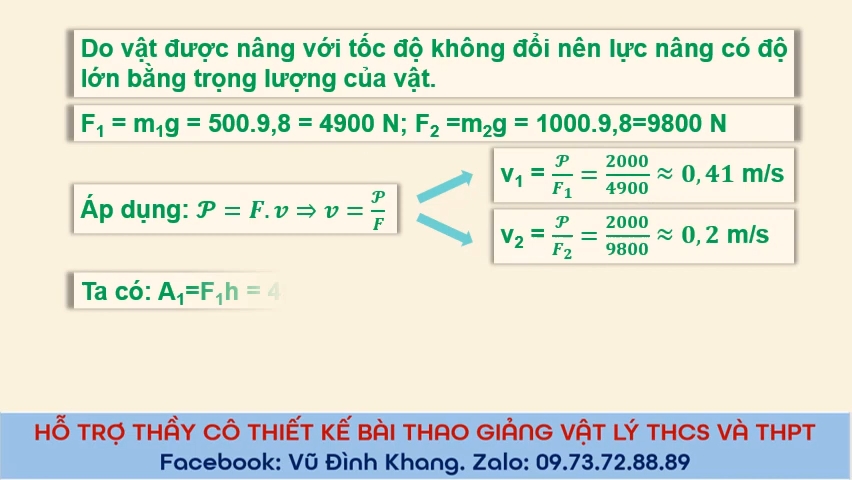 Do vật được nâng với tốc độ không đổi nên lực nâng có độ
lớn bằng trọng lượng của vật.
F₁ = m₁g = 500.9,8 = 4900 N; F₂ =m₂g = 1000.9,8=9800 N
Áp dụng: 𝒫 = F.v ⇒ v = 𝒫/F
v₁ = 𝒫/F₁ = 2000/4900 ≈ 0,41 m/s
v₂ = 𝒫/F₂ = 2000/9800 ≈ 0,2 m/s
Ta có: A₁=F₁h = 4
HỖ TRỢ THẦY CÔ THIẾT KẾ BÀI THAO GIẢNG VẬT LÝ THCS VÀ THPT
Facebook: Vũ Đình Khang. Zalo: 09.73.72.88.89